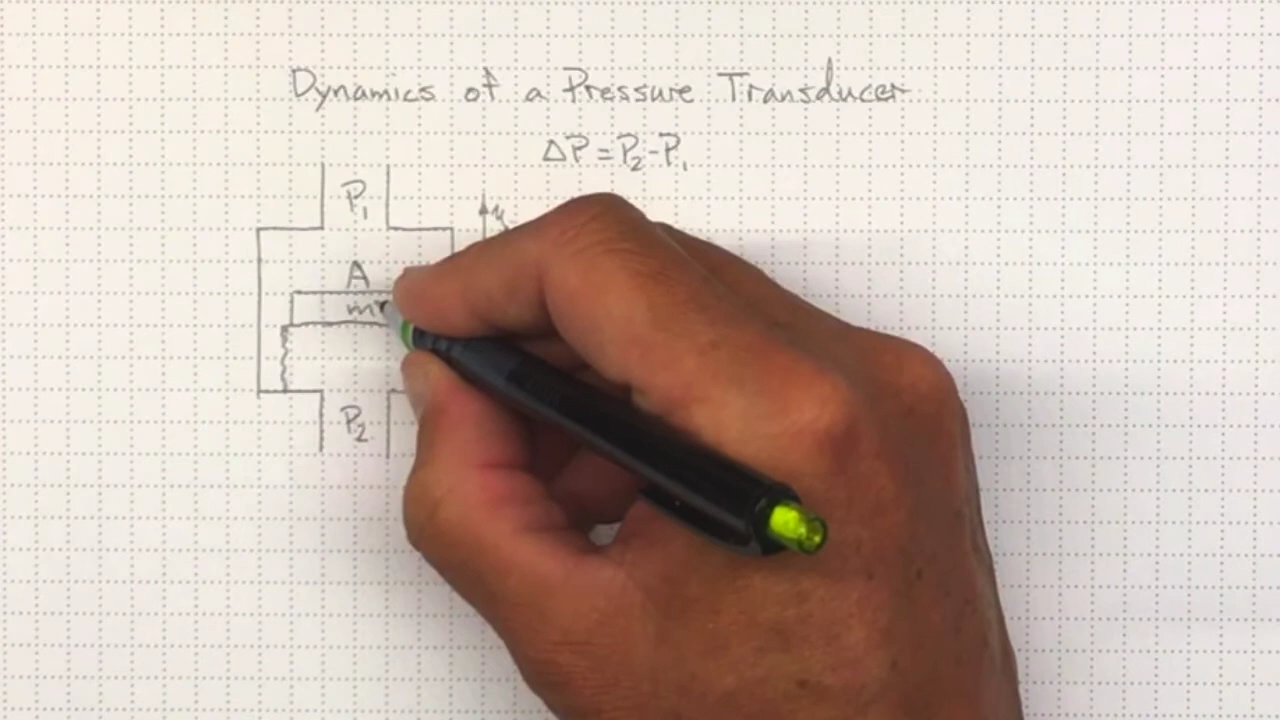 Dynamics of a Pressure Transducer
ΔP = P₂ - P₁
P₁
A
m
P₂